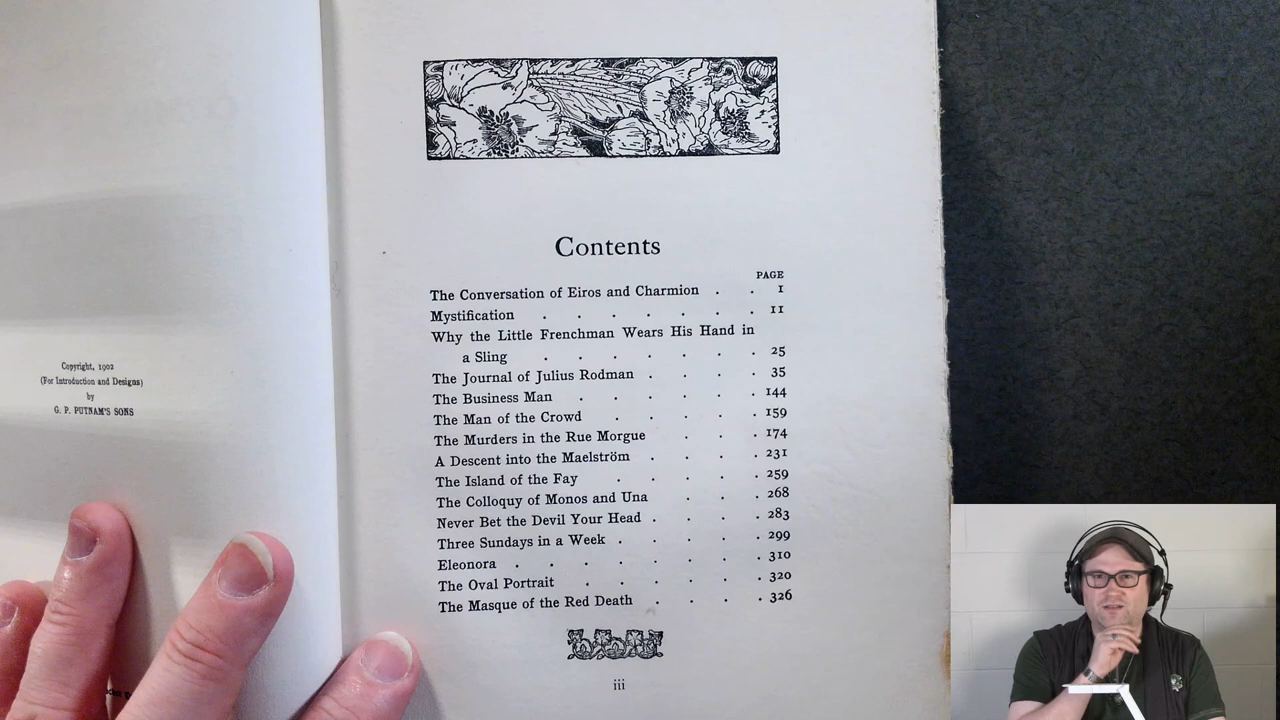 Copyright, 1902
(For Introduction and Designs)
by
G. P. PUTNAM'S SONS
Contents
PAGE
The Conversation of Eiros and Charmion . . 1
Mystification . . . . . . . 11
Why the Little Frenchman Wears His Hand in
a Sling . . . . . . . 25
The Journal of Julius Rodman . . . . 35
The Business Man . . . . . . 144
The Man of the Crowd . . . . . 159
The Murders in the Rue Morgue . . . 174
A Descent into the Maelström . . . . 231
The Island of the Fay . . . . . 259
The Colloquy of Monos and Una . . . 268
Never Bet the Devil Your Head . . . . 283
Three Sundays in a Week . . . . . 299
Eleonora . . . . . . . . 310
The Oval Portrait . . . . . . 320
The Masque of the Red Death . . . . 326
iii